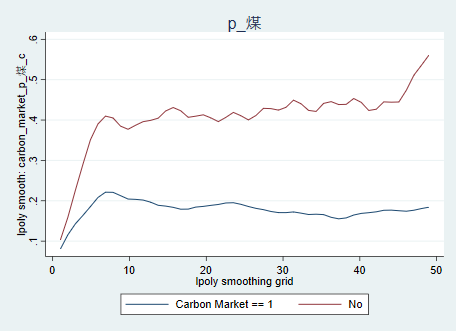 p_煤
lpoly smooth: carbon_market_p_煤_c
.6
.5
.4
.3
.2
.1
0 10 20 30 40 50
lpoly smoothing grid
Carbon Market == 1 No